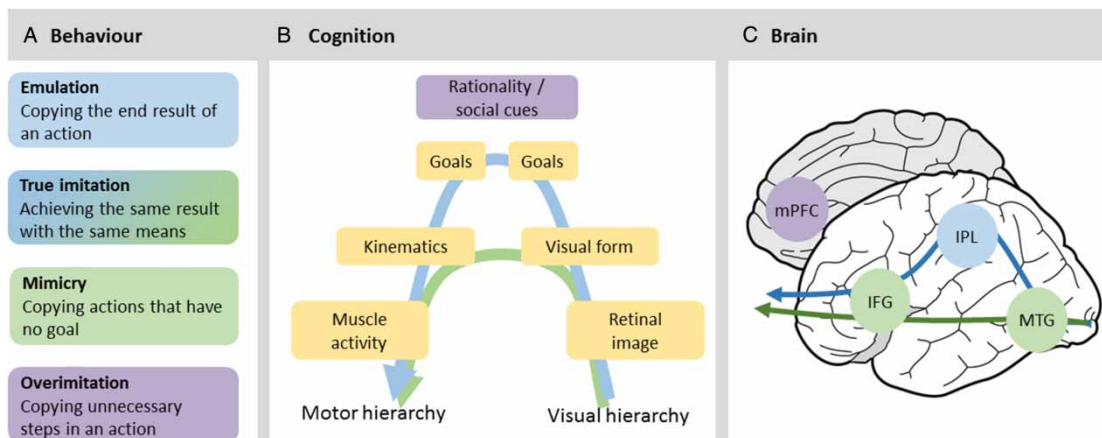 A Behaviour
Emulation
Copying the end result of
an action
True imitation
Achieving the same result
with the same means
Mimicry
Copying actions that have
no goal
Overimitation
Copying unnecessary
steps in an action
B Cognition
Rationality /
social cues
Goals
Goals
Kinematics
Visual form
Muscle
activity
Retinal
image
Motor hierarchy
Visual hierarchy
C Brain
mPFC
IPL
IFG
MTG